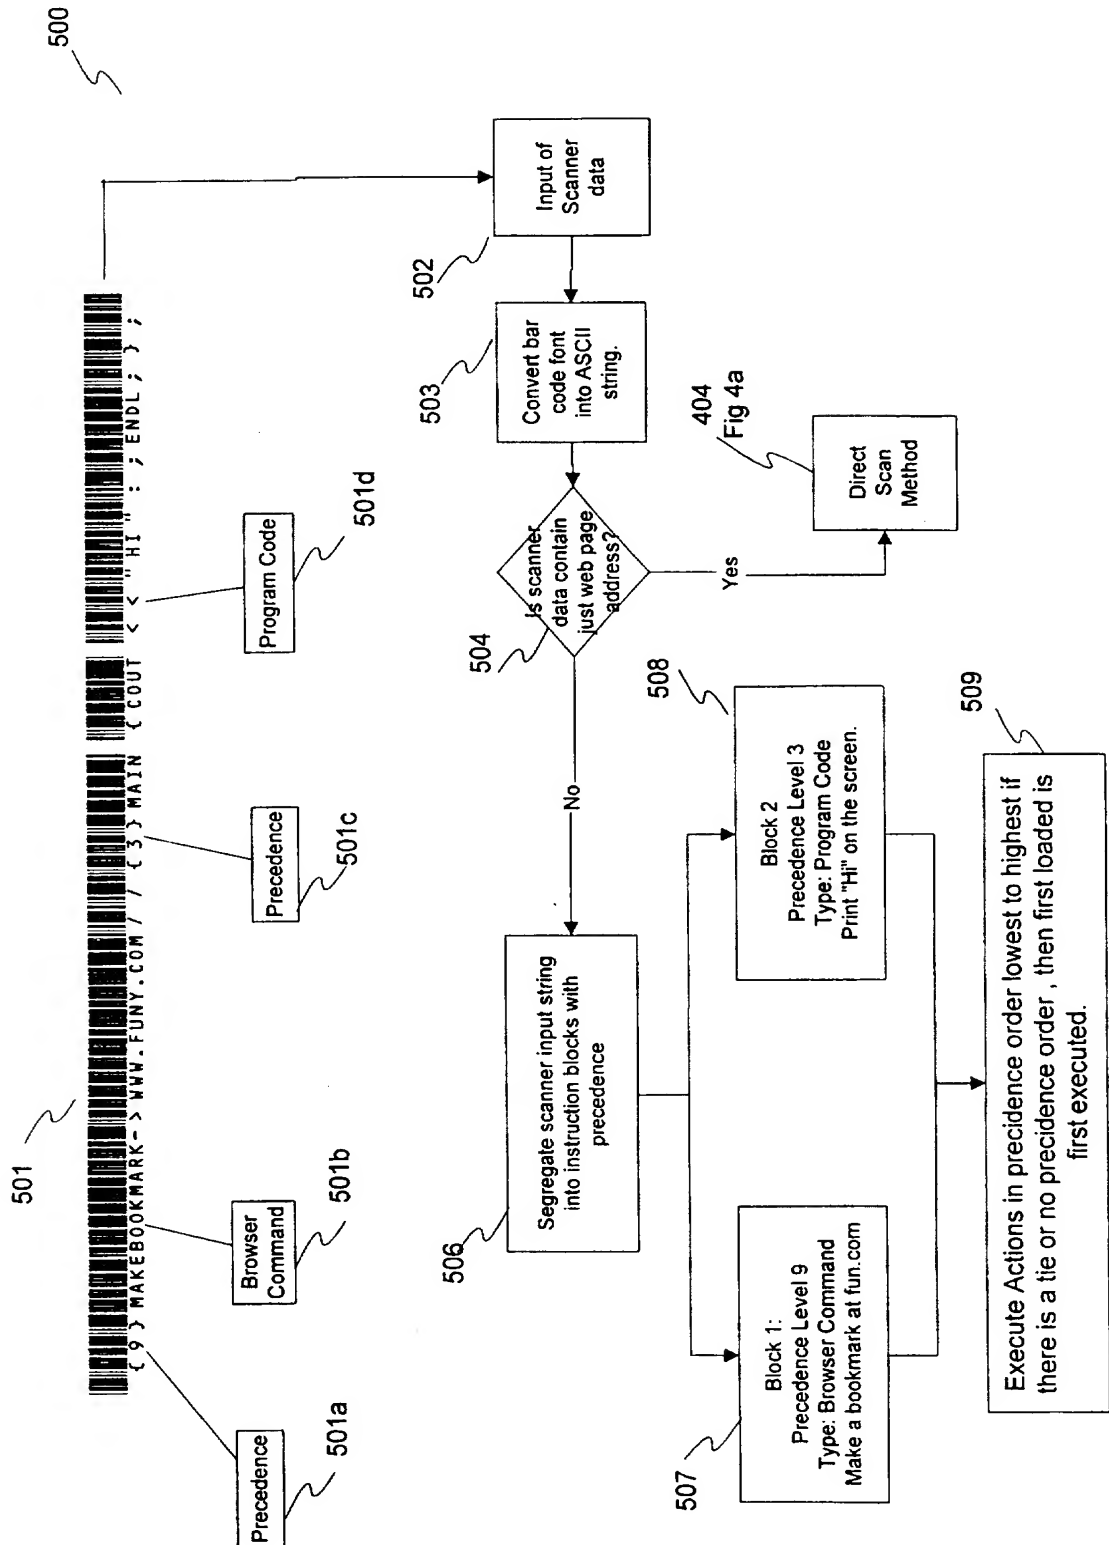 500
501
{9}MAKEBOOKMARK->WWW.FUNY.COM//{3}MAIN {COUT <<"HI":;ENDL;};
Precedence
501a
Browser
Command
501b
Precedence
501c
Program Code
501d
Input of
Scanner
data
502
Convert bar
code font
into ASCII
string.
503
Is scanner
data contain
just web page
address?
504
Yes
No
404
Fig 4a
Direct
Scan
Method
Segregate scanner input string
into instruction blocks with
precedence
506
Block 1:
Precedence Level 9
Type: Browser Command
Make a bookmark at fun.com
507
Block 2
Precedence Level 3
Type: Program Code
Print "Hi" on the screen.
508
Execute Actions in precidence order lowest to highest if
there is a tie or no precidence order , then first loaded is
first executed.
509